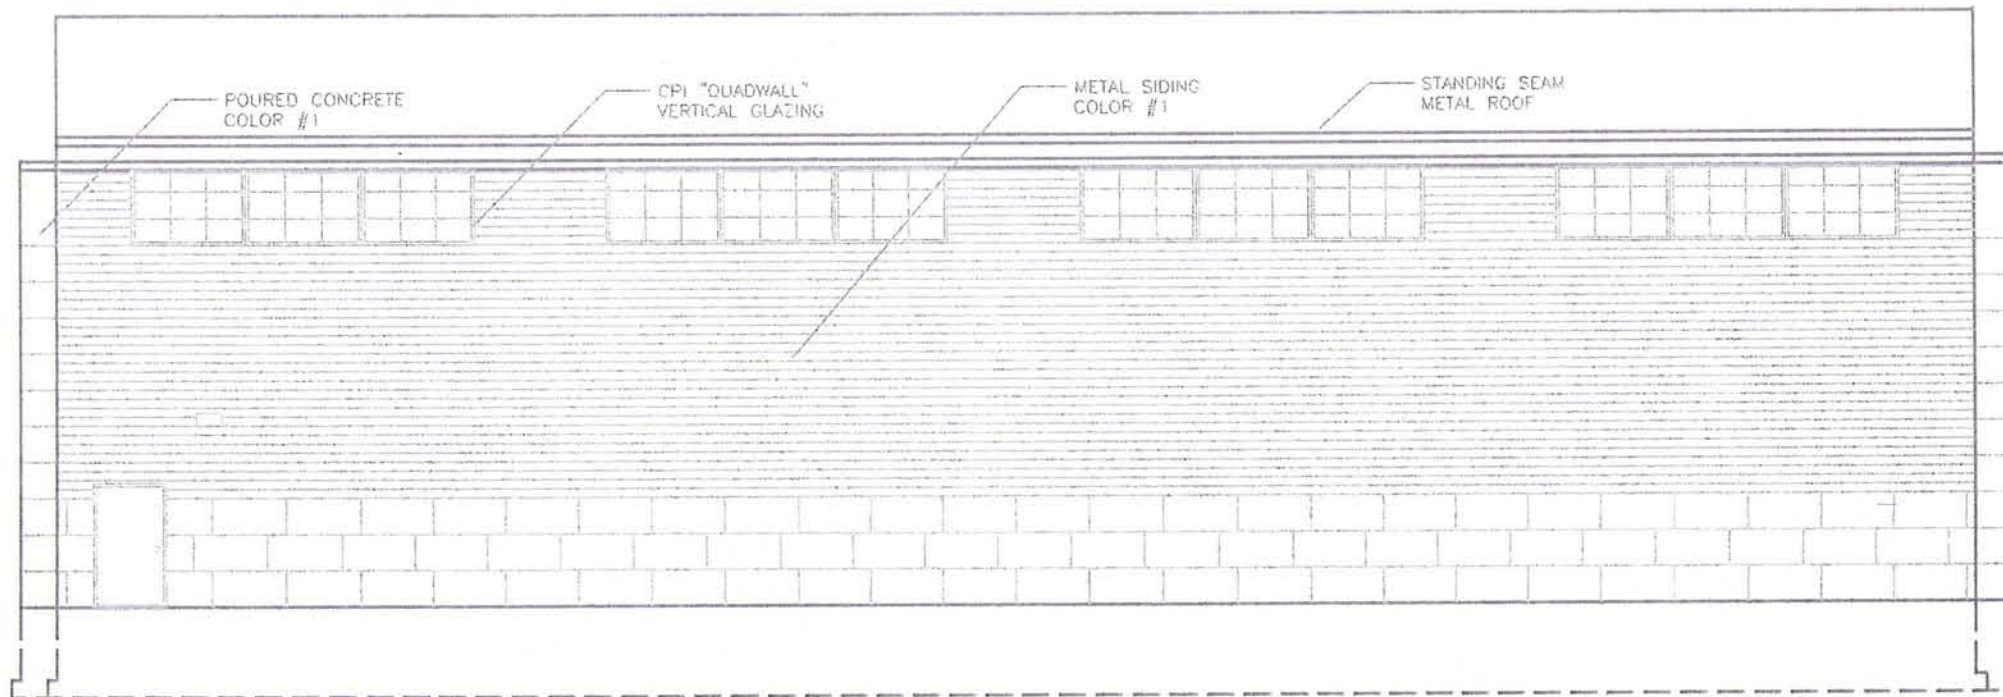 POURED CONCRETE
COLOR #1
CPI "QUADWALL"
VERTICAL GLAZING
METAL SIDING
COLOR #1
STANDING SEAM
METAL ROOF